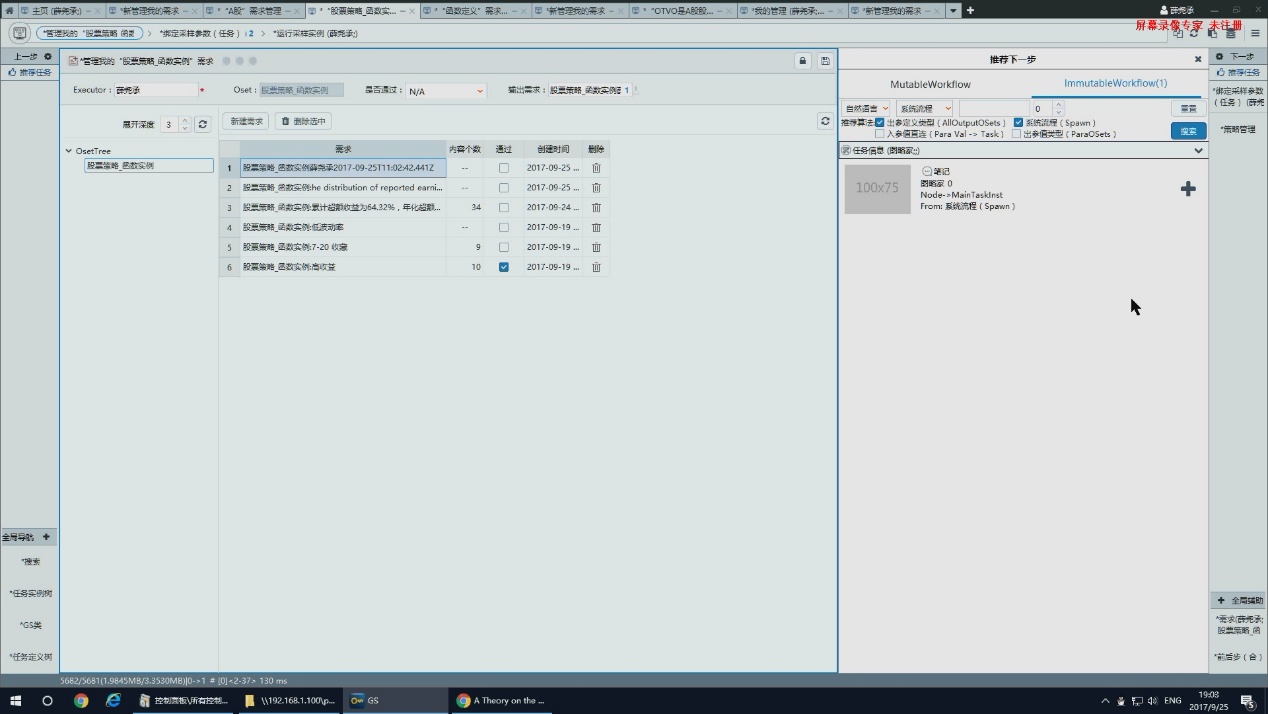 主页 (薛尧承)
*新管理我的需求
* "A股" 需求管理
* "股票策略_函数实...
* "函数定义" 需求...
*新管理我的需求
* "OTVO是A股股...
*我的管理 (薛尧承;...
*新管理我的需求
薛尧承
屏幕录像专家 未注册
*管理我的 "股票策略 函
*绑定采样参数 ( 任务 ) : 2
*运行采样实例 (薛尧承;)
上一步
推荐任务
*管理我的 "股票策略_函数实例" 需求
推荐下一步
下一步
推荐任务
Executor : 薛尧承 *
Oset : 股票策略_函数实例
是否通过 : N/A
输出需求 : 股票策略_函数实例 1
MutableWorkflow
ImmutableWorkflow(1)
*绑定采样参数
( 任务 ) (薛尧
自然语言
系统流程
0
重置
推荐算法:
出参定义类型 ( AllOutputOSets )
系统流程 ( Spawn )
入参值直连 ( Para Val -> Task )
出参值类型 ( ParaOSets )
搜索
*策略管理
展开深度 3
新建需求
删除选中
OsetTree
股票策略_函数实例
需求 内容个数 通过 创建时间 删除
1 股票策略_函数实例薛尧承2017-09-25T11:02:42.441Z -- 2017-09-25 ...
2 股票策略_函数实例:he distribution of reported earni... -- 2017-09-25 ...
3 股票策略_函数实例:累计超额收益为64.32%，年化超额... 34 2017-09-24 ...
4 股票策略_函数实例:低波动率 -- 2017-09-19 ...
5 股票策略_函数实例:7-20 收敛 9 2017-09-19 ...
6 股票策略_函数实例:高收益 10 2017-09-19 ...
任务信息 (图略家;;)
100x75
笔记
图略家 0
Node->MainTaskInst
From: 系统流程 ( Spawn )
全局导航
*搜索
*任务实例树
*GS类
*任务定义树
全局辅助
*需求(薛尧承;
股票策略_函
*前后步 ( 合 )
5682/5681(1.9845MB/3.3530MB)|0->1 # [0]<2-37> 130 ms
控制面板\所有控制...
\\192.168.1.100\p...
GS
A Theory on the ...
ENG
19:03
2017/9/25
5